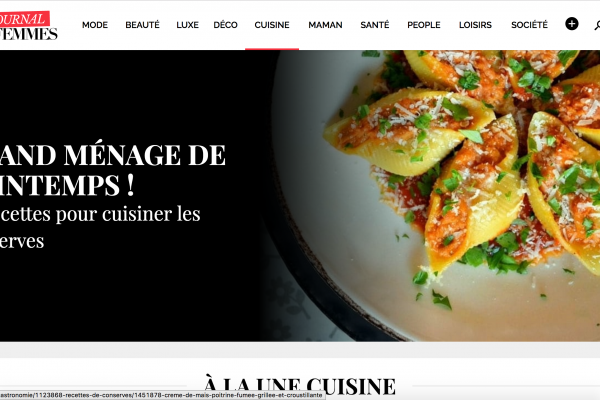 OURNAL
FEMMES
MODE BEAUTÉ LUXE DÉCO CUISINE MAMAN SANTÉ PEOPLE LOISIRS SOCIÉTÉ
AND MÉNAGE DE
INTEMPS !
cettes pour cuisiner les
erves
À LA UNE CUISINE
astronomie/1123868-recettes-de-conserves/1451878-creme-de-mais-poitrine-fumee-grillee-et-croustillante